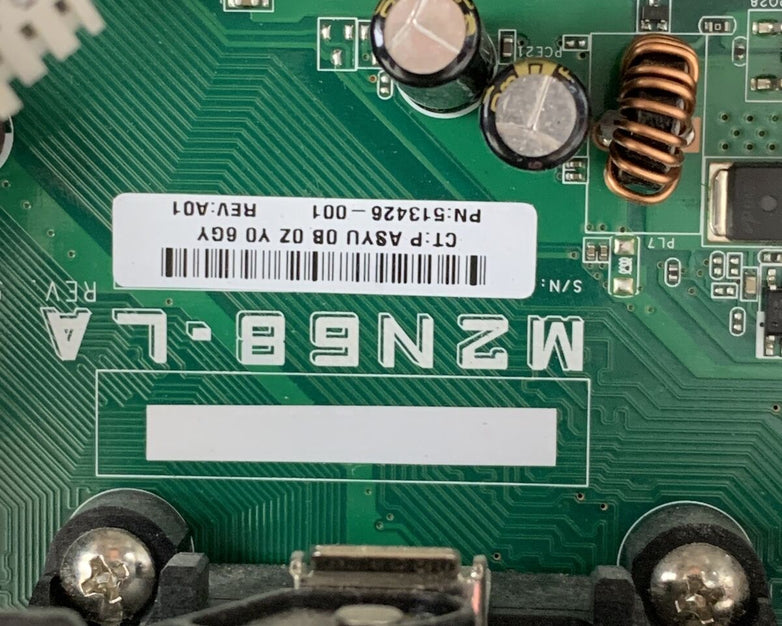 M2N68-LA
S/N:
REV.
CT:P ASYU 0B 0Z Y0 6GY
PN:513426-001 REV:A01
PL7
PCE21